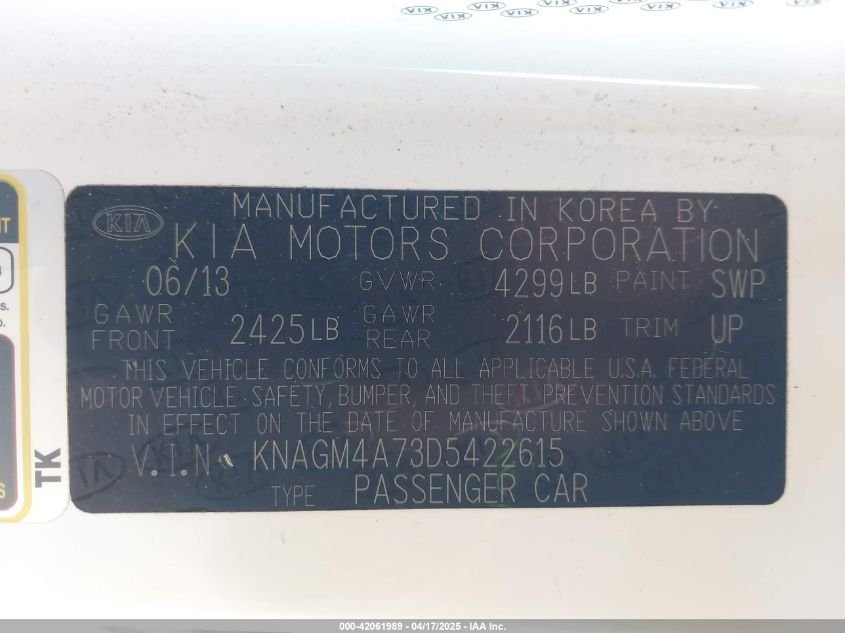 MANUFACTURED IN KOREA BY
KIA KIA MOTORS CORPORATION
06/13 GVWR 4299LB PAINT SWP
GAWR FRONT 2425LB GAWR REAR 2116LB TRIM UP
THIS VEHICLE CONFORMS TO ALL APPLICABLE U.S.A. FEDERAL
MOTOR VEHICLE SAFETY, BUMPER, AND THEFT PREVENTION STANDARDS
IN EFFECT ON THE DATE OF MANUFACTURE SHOWN ABOVE
V.I.N: KNAGM4A73D5422615
TYPE PASSENGER CAR
TK
000-42061989 - 04/17/2025 - IAA Inc.